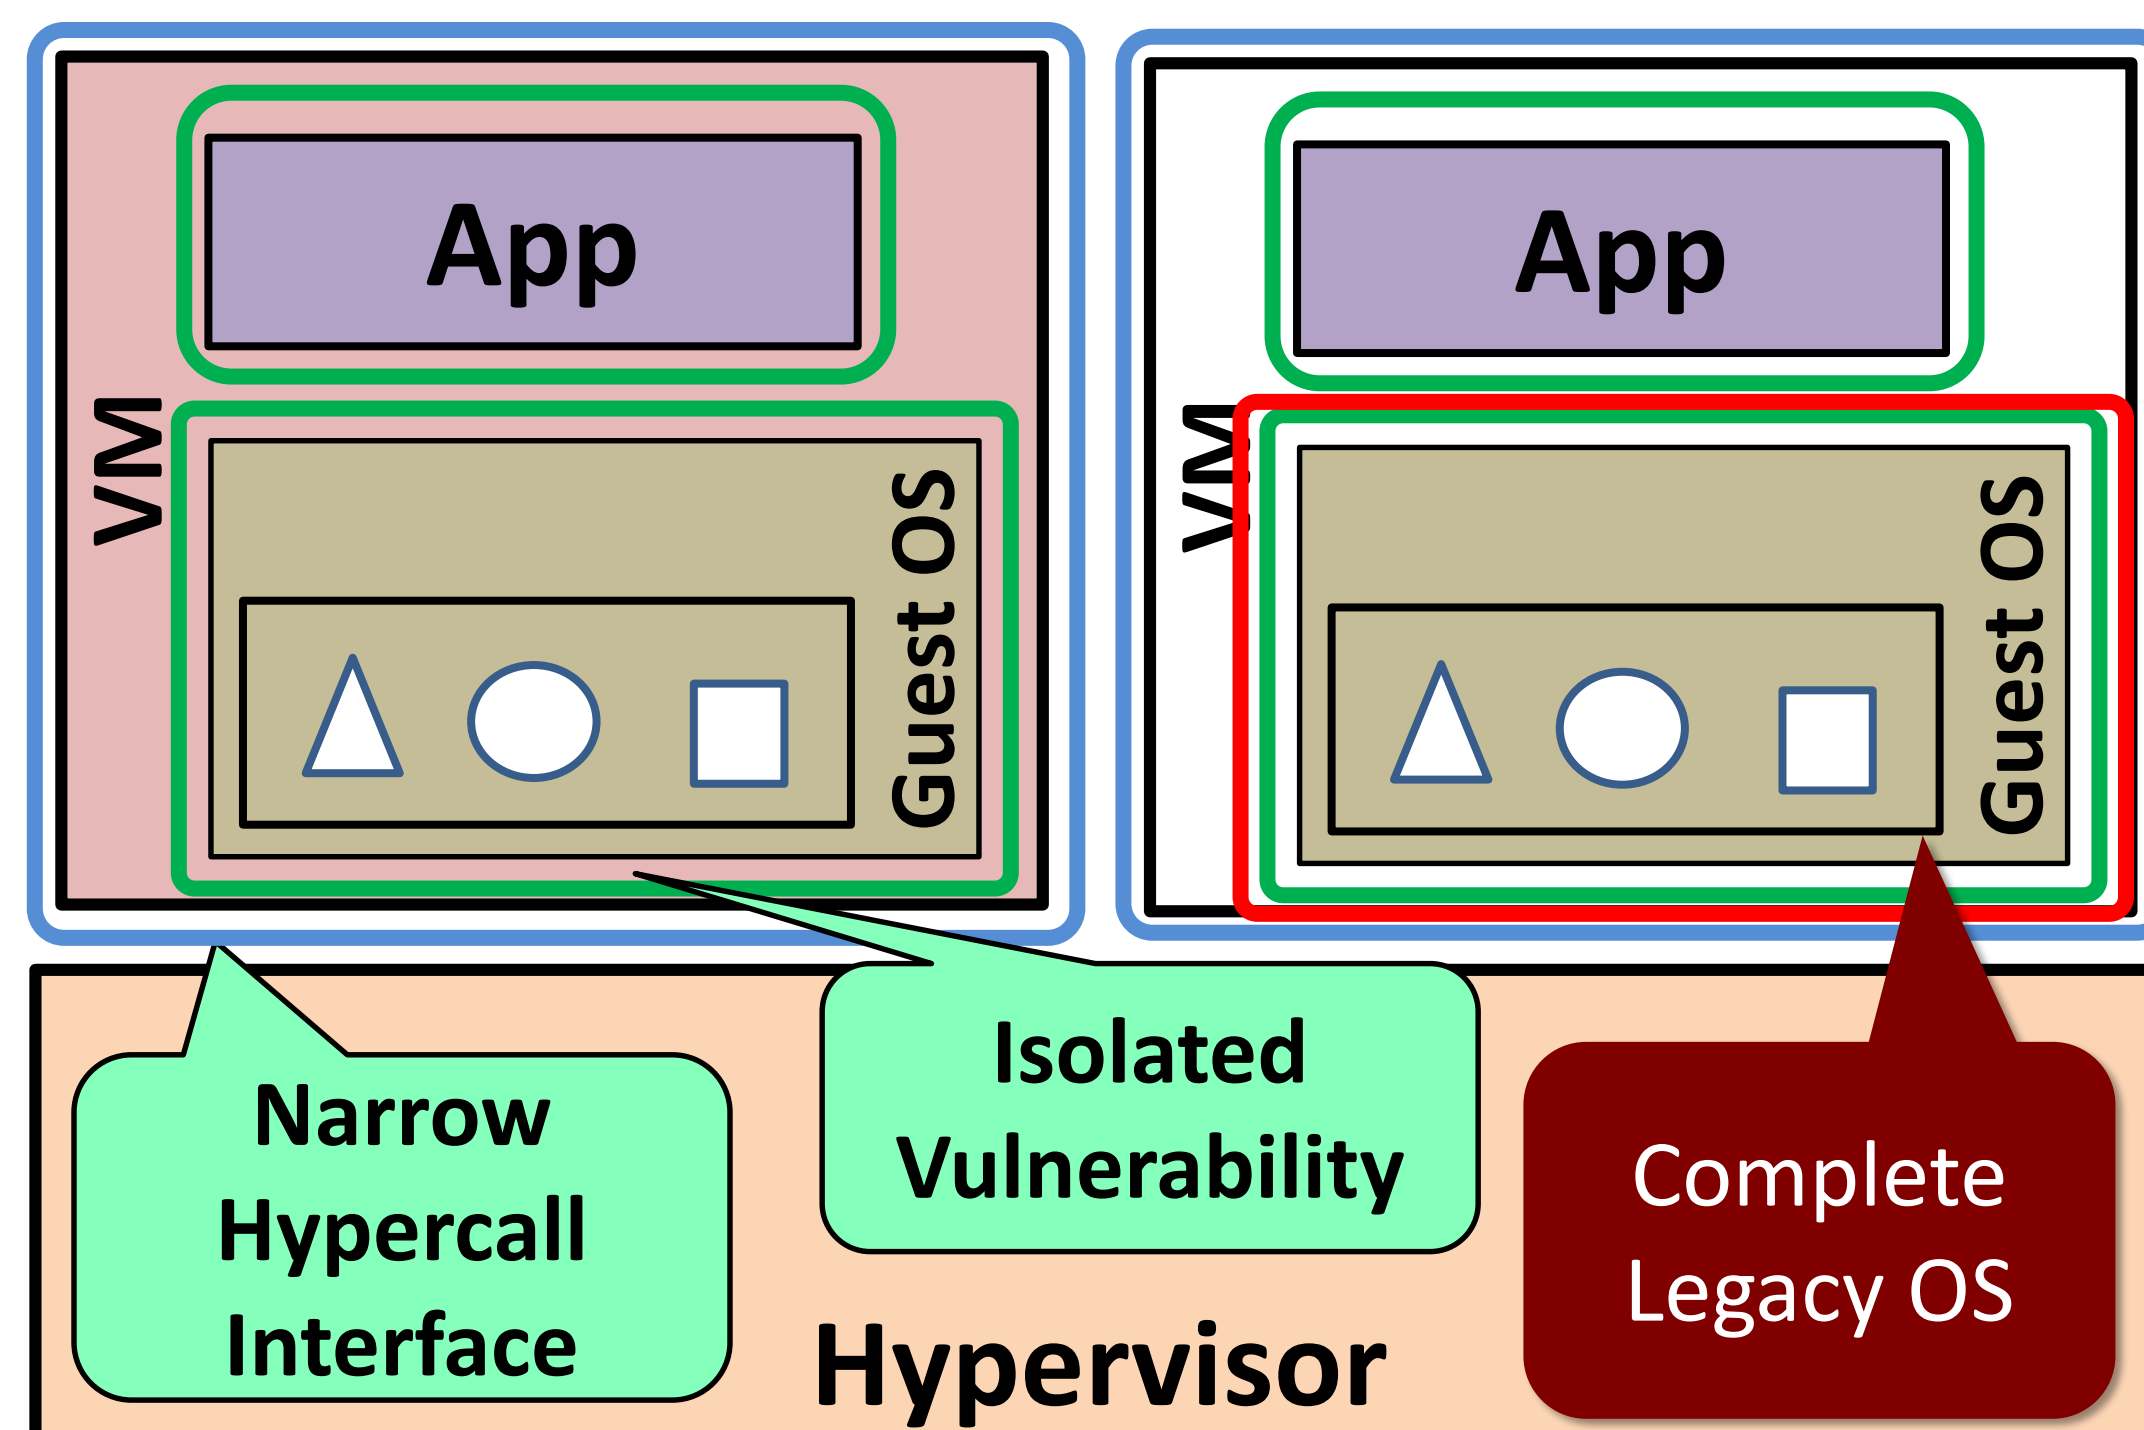 App
VM
Guest OS
App
VM
Guest OS
Narrow
Hypercall
Interface
Isolated
Vulnerability
Complete
Legacy OS
Hypervisor